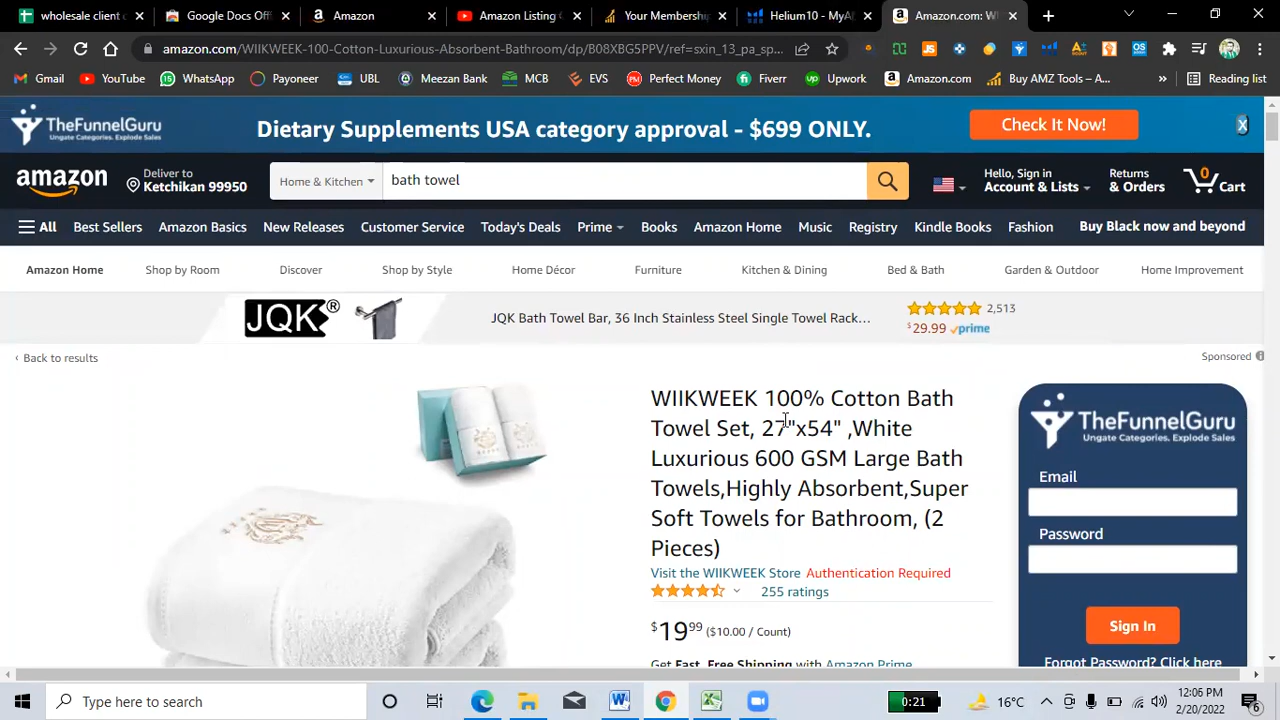 wholesale client
Google Docs Off
Amazon
Amazon Listing
Your Membership
Helium10 - MyA
Amazon.com: W
amazon.com/WIIKWEEK-100-Cotton-Luxurious-Absorbent-Bathroom/dp/B08XBG5PPV/ref=sxin_13_pa_sp...
Gmail
YouTube
WhatsApp
Payoneer
UBL
Meezan Bank
MCB
EVS
Perfect Money
Fiverr
Upwork
Amazon.com
Buy AMZ Tools – A...
»
Reading list
TheFunnelGuru
Ungate Categories. Explode Sales.
Dietary Supplements USA category approval - $699 ONLY.
Check It Now!
X
amazon
Deliver to
Ketchikan 99950
Home & Kitchen
bath towel
Hello, Sign in
Account & Lists
Returns
& Orders
0
Cart
All
Best Sellers
Amazon Basics
New Releases
Customer Service
Today's Deals
Prime
Books
Amazon Home
Music
Registry
Kindle Books
Fashion
Buy Black now and beyond
Amazon Home
Shop by Room
Discover
Shop by Style
Home Décor
Furniture
Kitchen & Dining
Bed & Bath
Garden & Outdoor
Home Improvement
JQK®
JQK Bath Towel Bar, 36 Inch Stainless Steel Single Towel Rack...
2,513
$29.99 prime
‹ Back to results
Sponsored
WIIKWEEK 100% Cotton Bath
Towel Set, 27"x54" ,White
Luxurious 600 GSM Large Bath
Towels,Highly Absorbent,Super
Soft Towels for Bathroom, (2
Pieces)
Visit the WIIKWEEK Store Authentication Required
255 ratings
$19.99 ($10.00 / Count)
Get Fast, Free Shipping with Amazon Prime
TheFunnelGuru
Ungate Categories. Explode Sales.
Email
Password
Sign In
Forgot Password? Click here
Type here to search
0:21
16°C
12:06 PM
2/20/2022
6